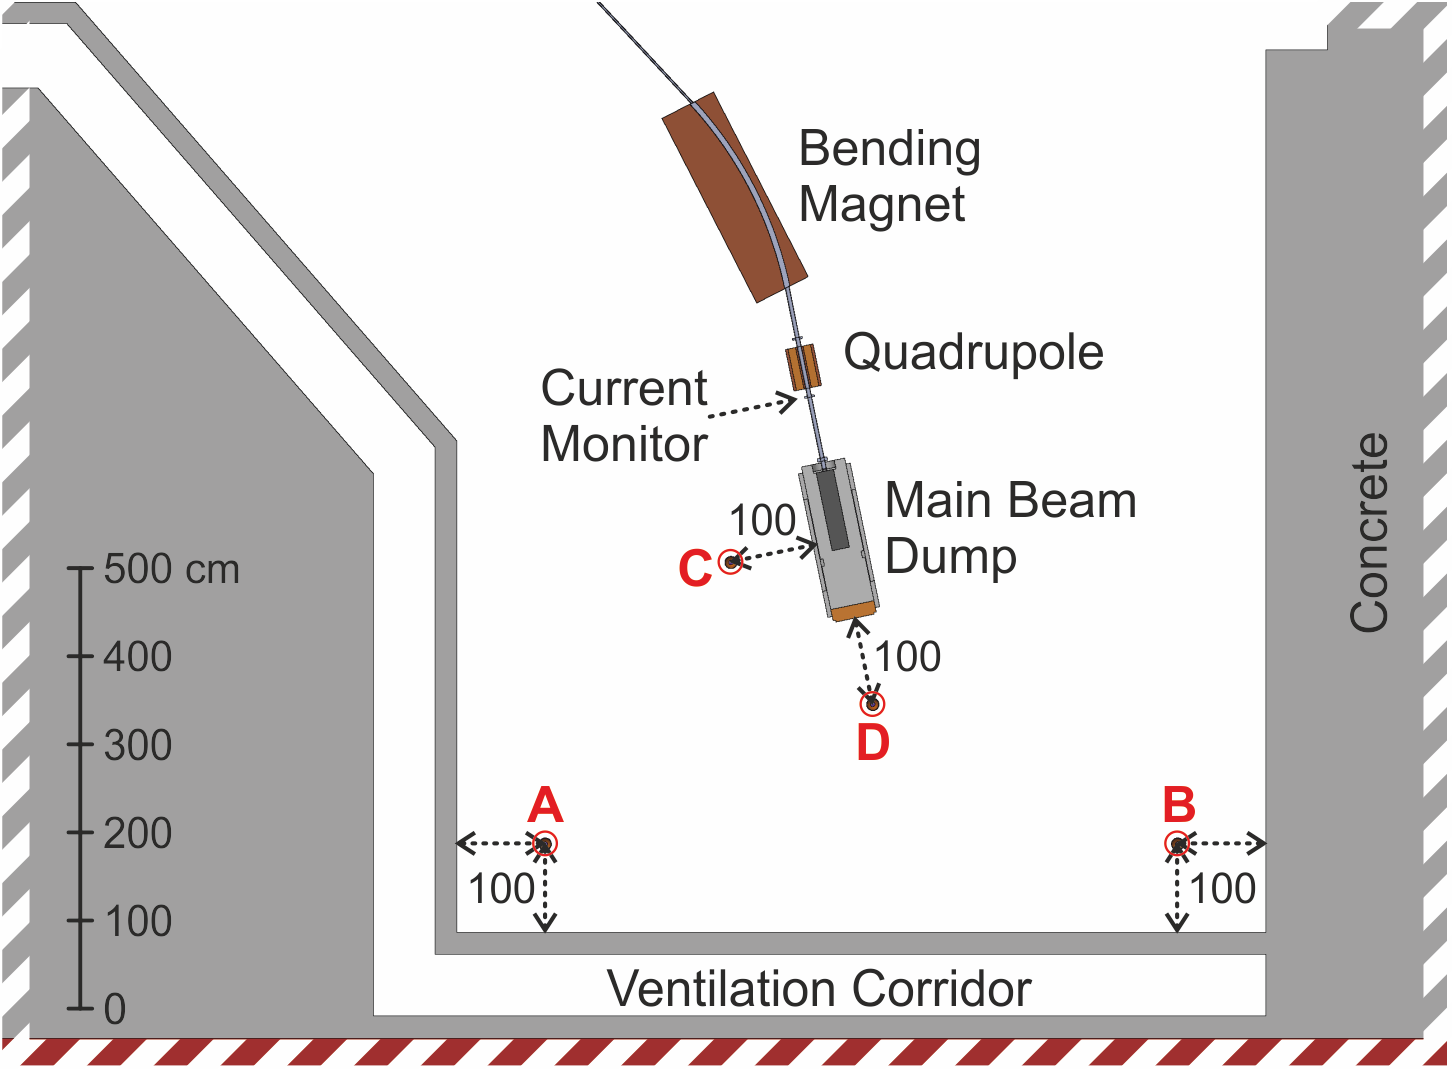 Bending
Magnet
Quadrupole
Current
Monitor
Main Beam
Dump
100
C
100
D
Concrete
500 cm
400
300
200
100
0
A
100
B
100
Ventilation Corridor